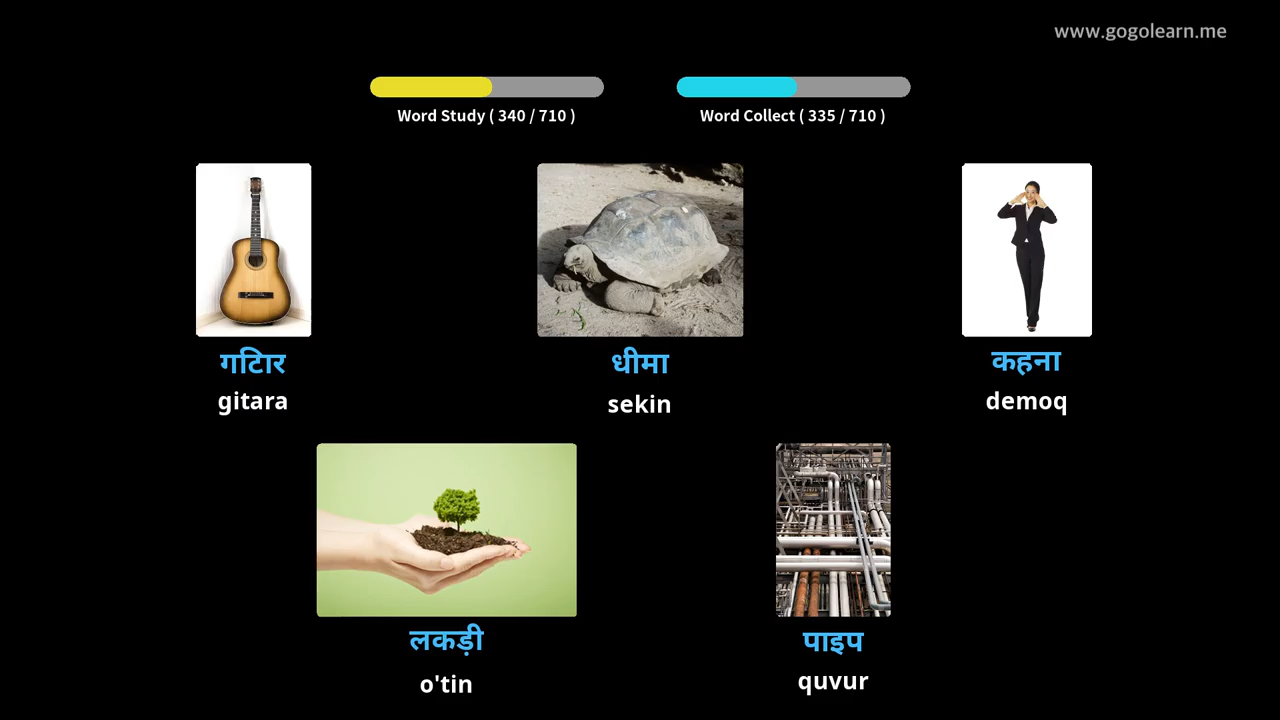 www.gogolearn.me
Word Study ( 340 / 710 )
Word Collect ( 335 / 710 )
गटिार
gitara
धीमा
sekin
कहना
demoq
लकड़ी
o'tin
पाइप
quvur